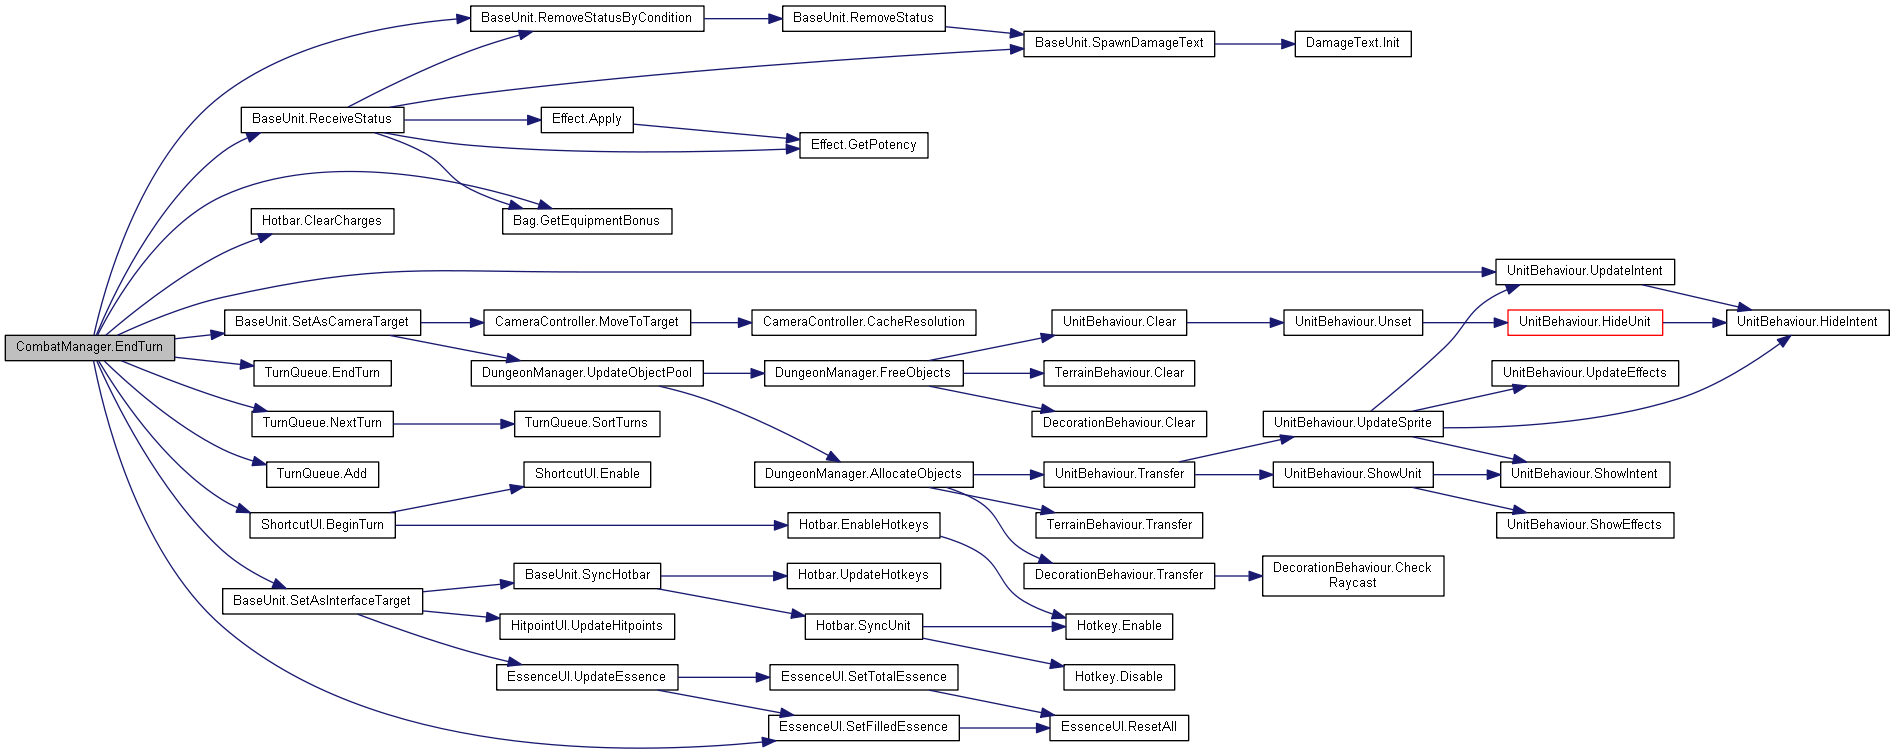 BaseUnit.RemoveStatusByCondition
BaseUnit.RemoveStatus
BaseUnit.SpawnDamageText
DamageText.Init
BaseUnit.ReceiveStatus
Effect.Apply
Effect.GetPotency
Hotbar.ClearCharges
Bag.GetEquipmentBonus
UnitBehaviour.UpdateIntent
CombatManager.EndTurn
BaseUnit.SetAsCameraTarget
CameraController.MoveToTarget
CameraController.CacheResolution
UnitBehaviour.Clear
UnitBehaviour.Unset
UnitBehaviour.HideUnit
UnitBehaviour.HideIntent
TurnQueue.EndTurn
DungeonManager.UpdateObjectPool
DungeonManager.FreeObjects
TerrainBehaviour.Clear
UnitBehaviour.UpdateEffects
TurnQueue.NextTurn
TurnQueue.SortTurns
DecorationBehaviour.Clear
UnitBehaviour.UpdateSprite
TurnQueue.Add
ShortcutUI.Enable
DungeonManager.AllocateObjects
UnitBehaviour.Transfer
UnitBehaviour.ShowUnit
UnitBehaviour.ShowIntent
ShortcutUI.BeginTurn
Hotbar.EnableHotkeys
TerrainBehaviour.Transfer
UnitBehaviour.ShowEffects
BaseUnit.SetAsInterfaceTarget
BaseUnit.SyncHotbar
Hotbar.UpdateHotkeys
DecorationBehaviour.Transfer
DecorationBehaviour.Check
Raycast
HitpointUI.UpdateHitpoints
Hotbar.SyncUnit
Hotkey.Enable
EssenceUI.UpdateEssence
EssenceUI.SetTotalEssence
Hotkey.Disable
EssenceUI.SetFilledEssence
EssenceUI.ResetAll